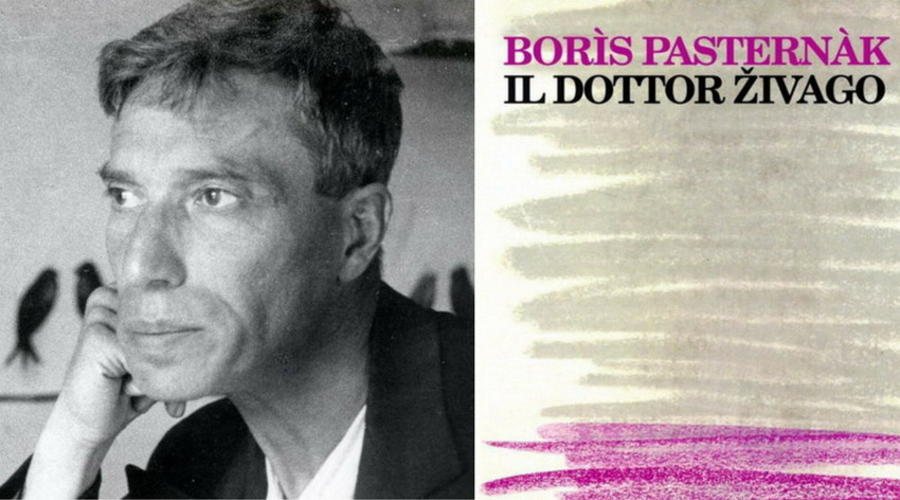 BORÌS PASTERNÀK
IL DOTTOR ŽIVAGO